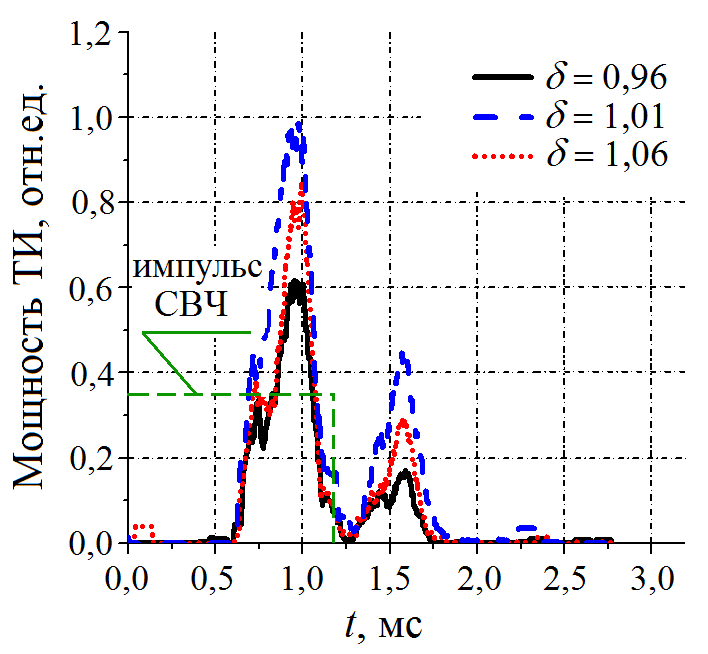 Мощность ТИ, отн.ед.
1,2
1,0
0,8
0,6
0,4
0,2
0,0
δ = 0,96
δ = 1,01
δ = 1,06
импульс
СВЧ
0,0 0,5 1,0 1,5 2,0 2,5 3,0
t, мс